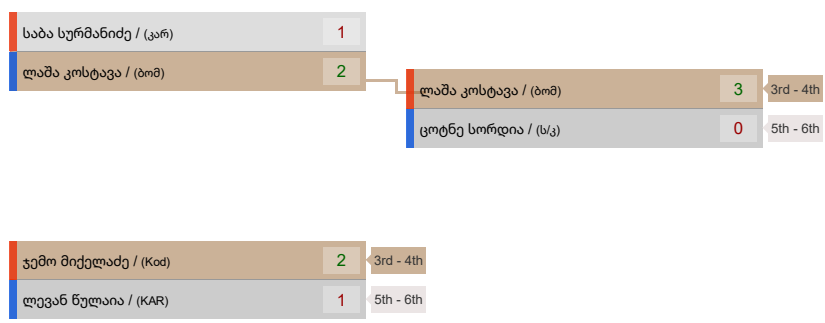 საბა სურმანიძე / (კარ) 1
ლაშა კოსტავა / (ბომ) 2
ლაშა კოსტავა / (ბომ) 3 3rd - 4th
ცოტნე სორდია / (ს/კ) 0 5th - 6th
ჯემო მიქელაძე / (Kod) 2 3rd - 4th
ლევან წულაია / (KAR) 1 5th - 6th